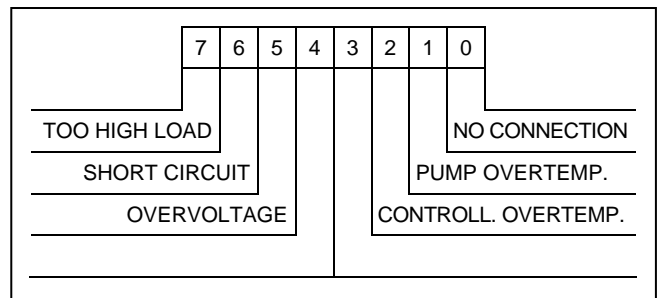 7 6 5 4 3 2 1 0
TOO HIGH LOAD NO CONNECTION
SHORT CIRCUIT PUMP OVERTEMP.
OVERVOLTAGE CONTROLL. OVERTEMP.